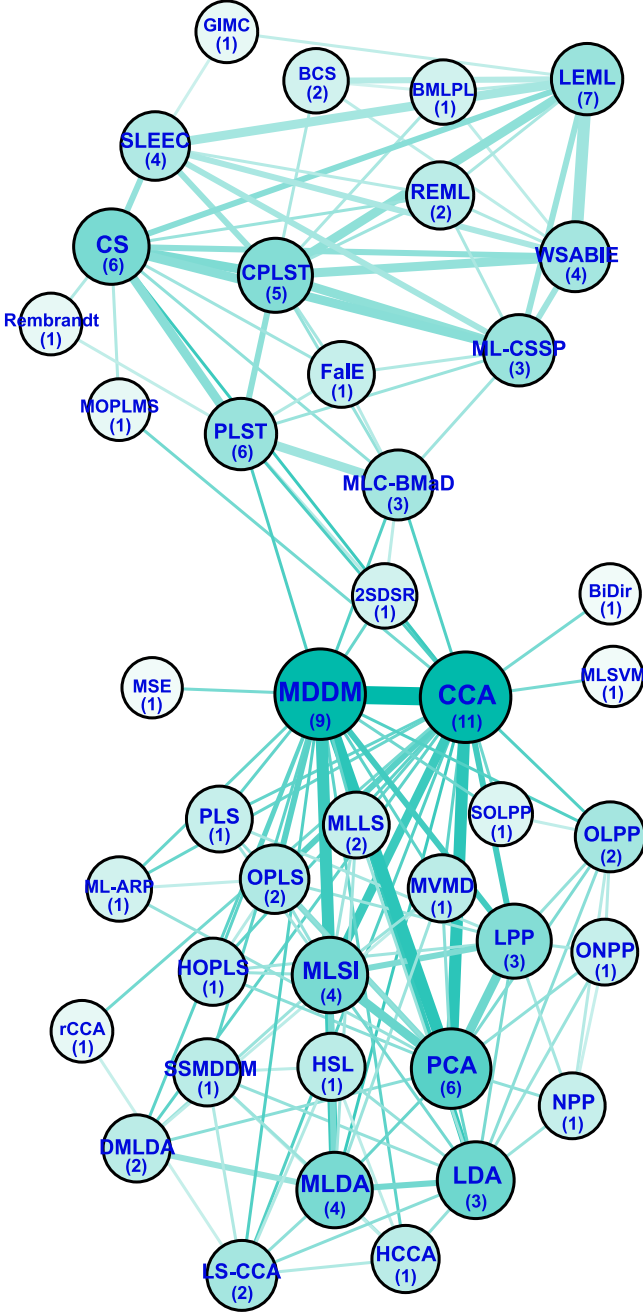 GIMC
(1)
BCS
(2)
BMLPL
(1)
LEML
(7)
SLEEC
(4)
REML
(2)
CS
(6)
CPLST
(5)
WSABIE
(4)
Rembrandt
(1)
ML-CSSP
(3)
FaIE
(1)
MOPLMS
(1)
PLST
(6)
MLC-BMaD
(3)
2SDSR
(1)
BiDir
(1)
MSE
(1)
MDDM
(9)
CCA
(11)
MLSVM
(1)
PLS
(1)
MLLS
(2)
SOLPP
(1)
OLPP
(2)
ML-ARP
(1)
OPLS
(2)
MVMD
(1)
HOPLS
(1)
MLSI
(4)
LPP
(3)
ONPP
(1)
rCCA
(1)
SSMDDM
(1)
HSL
(1)
PCA
(6)
NPP
(1)
DMLDA
(2)
MLDA
(4)
LDA
(3)
LS-CCA
(2)
HCCA
(1)